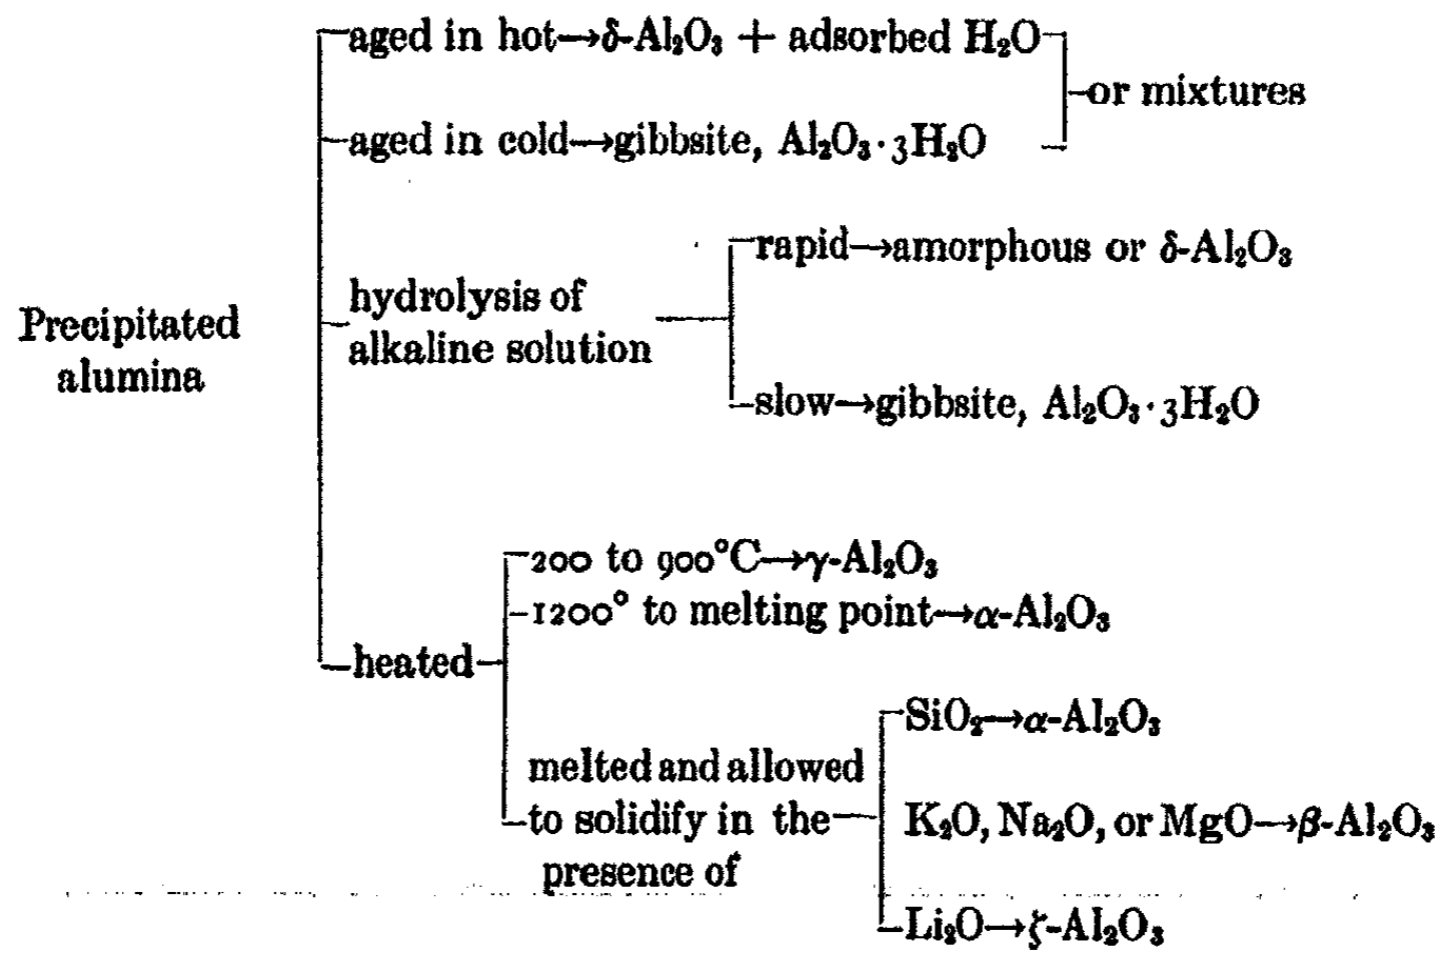 aged in hot→δ-Al₂O₃ + adsorbed H₂O
or mixtures
aged in cold→gibbsite, Al₂O₃·3H₂O
rapid→amorphous or δ-Al₂O₃
hydrolysis of
alkaline solution
Precipitated
alumina
slow→gibbsite, Al₂O₃·3H₂O
200 to 900°C→γ-Al₂O₃
1200° to melting point→α-Al₂O₃
heated
melted and allowed
to solidify in the
presence of
SiO₂→α-Al₂O₃
K₂O, Na₂O, or MgO→β-Al₂O₃
Li₂O→ζ-Al₂O₃